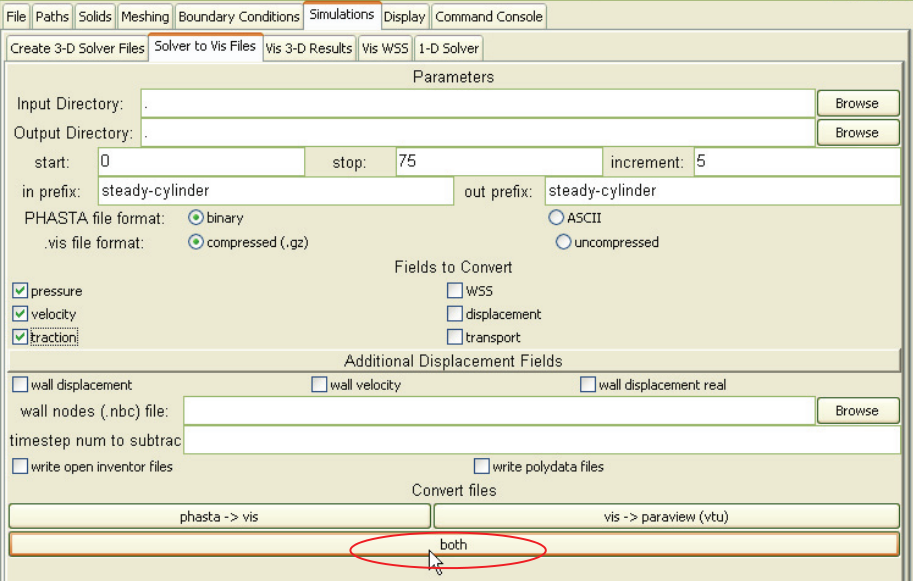 File Paths Solids Meshing Boundary Conditions Simulations Display Command Console
Create 3-D Solver Files Solver to Vis Files Vis 3-D Results Vis WSS 1-D Solver
Parameters
Input Directory: . Browse
Output Directory: . Browse
start: 0 stop: 75 increment: 5
in prefix: steady-cylinder out prefix: steady-cylinder
PHASTA file format: binary ASCII
.vis file format: compressed (.gz) uncompressed
Fields to Convert
pressure WSS
velocity displacement
traction transport
Additional Displacement Fields
wall displacement wall velocity wall displacement real
wall nodes (.nbc) file: Browse
timestep num to subtrac
write open inventor files write polydata files
Convert files
phasta -> vis vis -> paraview (vtu)
both